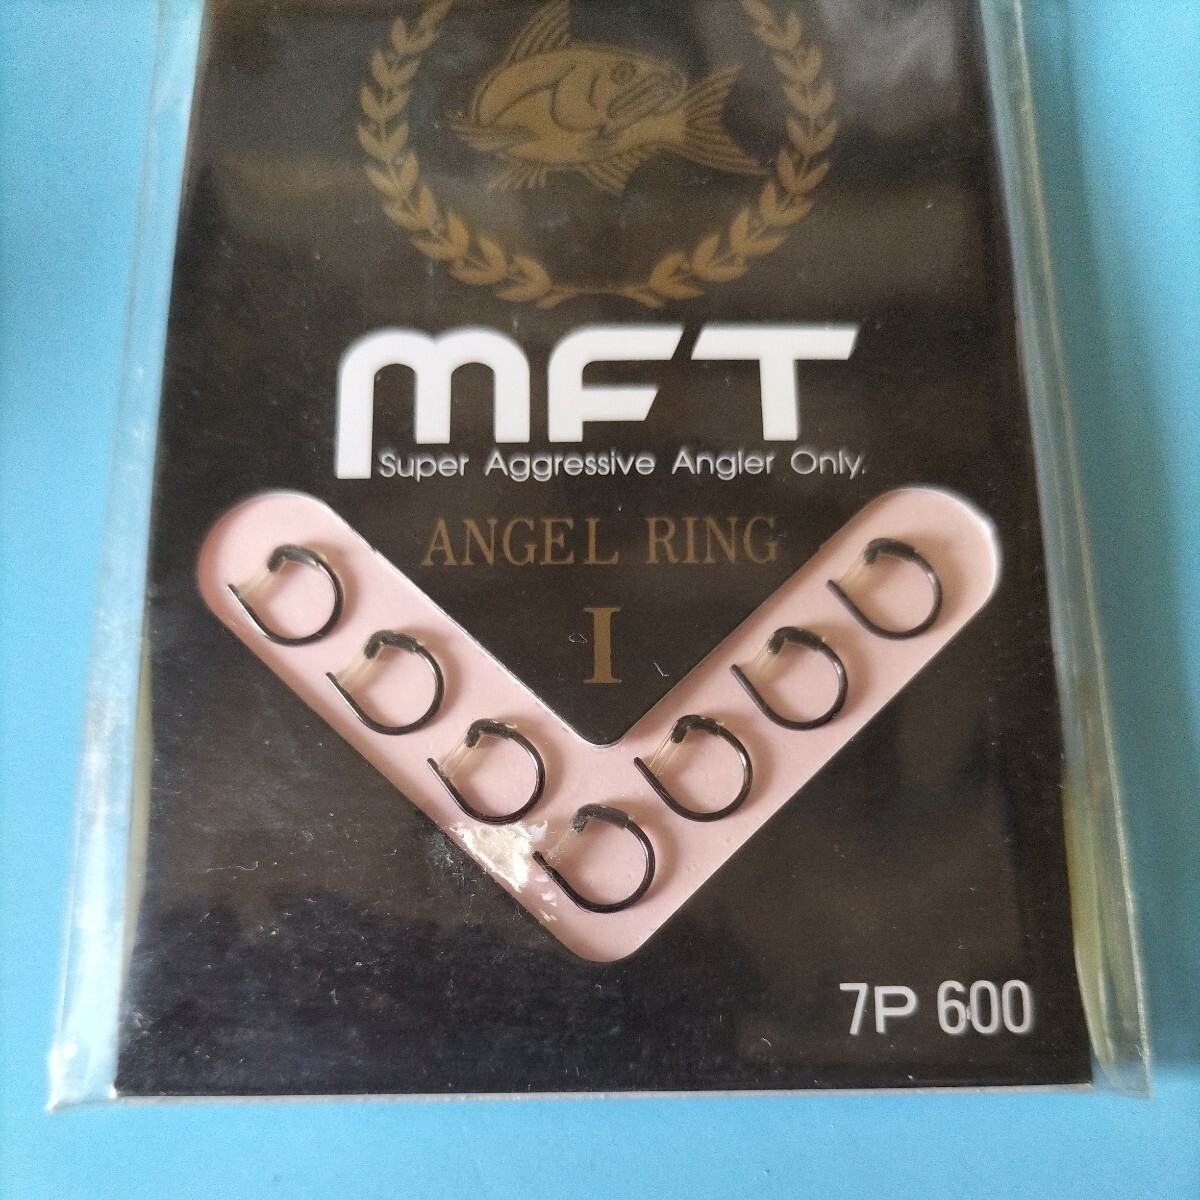 MFT
Super Aggressive Angler Only.
ANGEL RING
I
7P 600